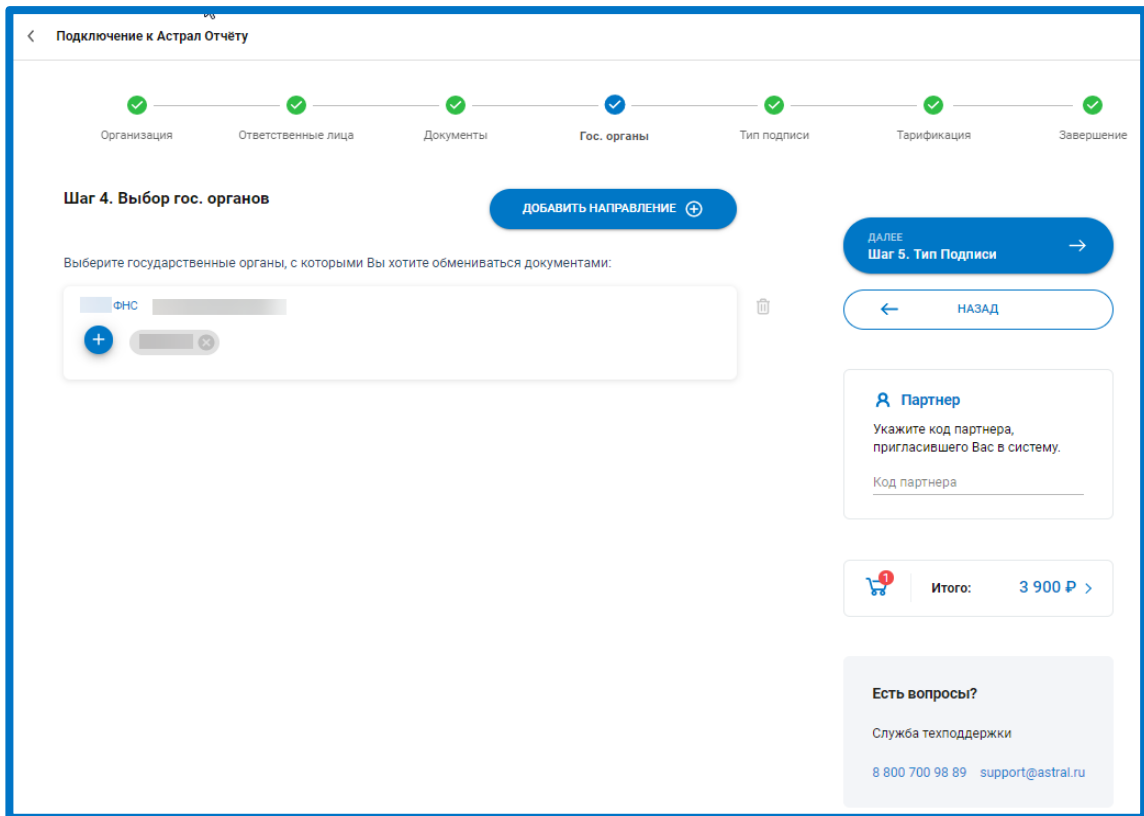 Подключение к Астрал Отчёту
Организация
Ответственные лица
Документы
Гос. органы
Тип подписи
Тарификация
Завершение
Шаг 4. Выбор гос. органов
ДОБАВИТЬ НАПРАВЛЕНИЕ
Выберите государственные органы, с которыми Вы хотите обмениваться документами:
ФНС
ДАЛЕЕ
Шаг 5. Тип Подписи
НАЗАД
Партнер
Укажите код партнера,
пригласившего Вас в систему.
Код партнера
1
Итого:
3 900 ₽
Есть вопросы?
Служба техподдержки
8 800 700 98 89 support@astral.ru